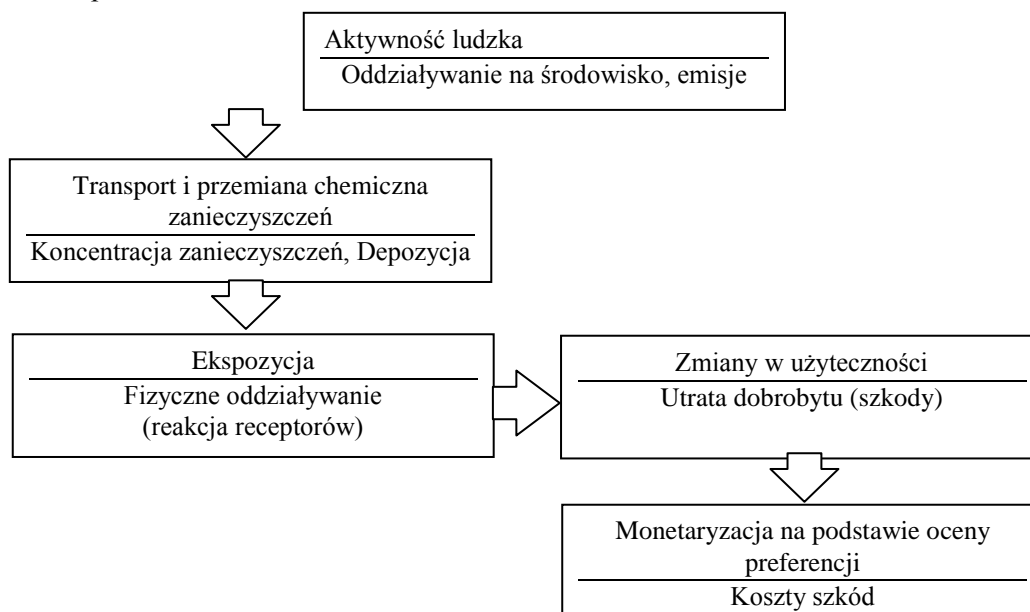 Aktywność ludzka
Oddziaływanie na środowisko, emisje
Transport i przemiana chemiczna
zanieczyszczeń
Koncentracja zanieczyszczeń, Depozycja
Ekspozycja
Fizyczne oddziaływanie
(reakcja receptorów)
Zmiany w użyteczności
Utrata dobrobytu (szkody)
Monetaryzacja na podstawie oceny
preferencji
Koszty szkód